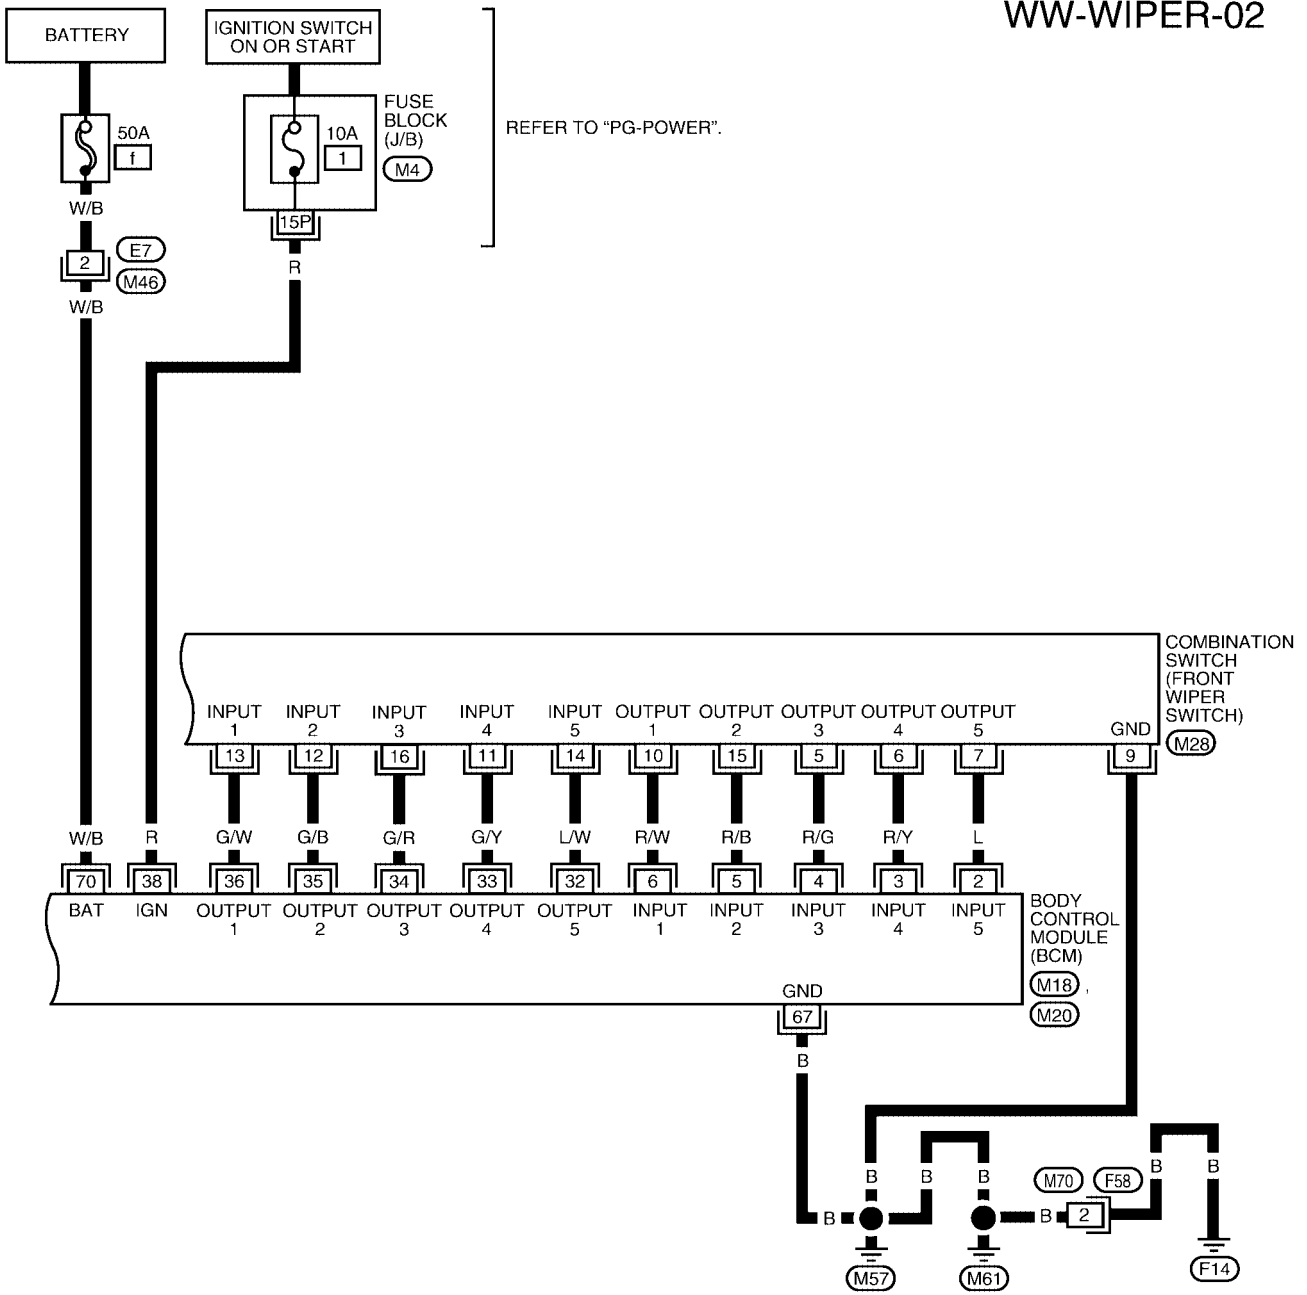 WW-WIPER-02
BATTERY
IGNITION SWITCH
ON OR START
50A
f
W/B
2
E7
M46
W/B
10A
1
FUSE
BLOCK
(J/B)
M4
15P
R
REFER TO “PG-POWER”.
COMBINATION
SWITCH
(FRONT
WIPER
SWITCH)
M28
INPUT INPUT INPUT INPUT INPUT OUTPUT OUTPUT OUTPUT OUTPUT OUTPUT
1 2 3 4 5 1 2 3 4 5 GND
13 12 16 11 14 10 15 5 6 7 9
W/B R G/W G/B G/R G/Y L/W R/W R/B R/G R/Y L
70 38 36 35 34 33 32 6 5 4 3 2
BAT IGN OUTPUT OUTPUT OUTPUT OUTPUT OUTPUT INPUT INPUT INPUT INPUT INPUT
1 2 3 4 5 1 2 3 4 5
BODY
CONTROL
MODULE
(BCM)
M18 ,
M20
GND
67
B
B B B M70 F58 B B
B B 2
M57 M61 F14